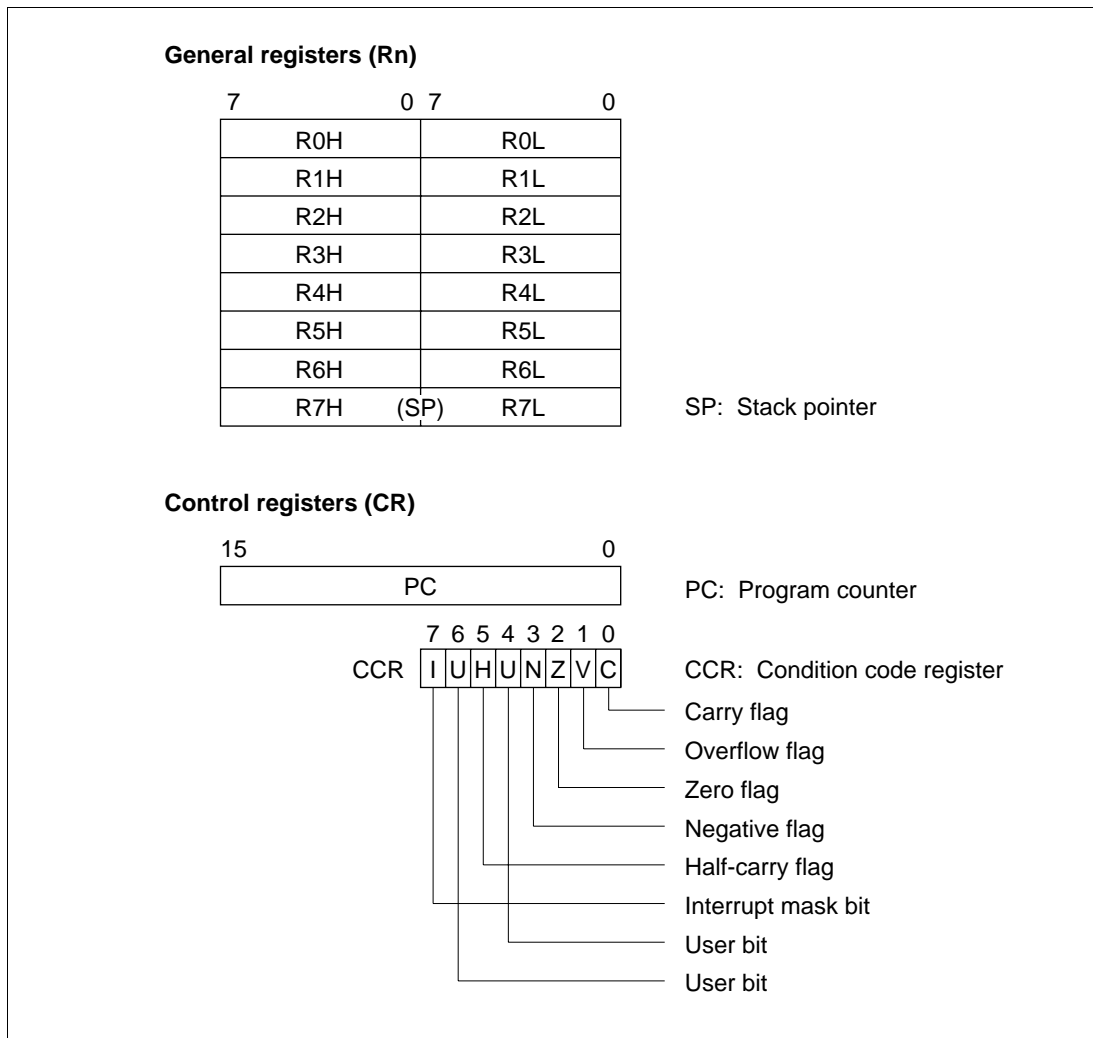 General registers (Rn)
7 0 7 0
R0H R0L
R1H R1L
R2H R2L
R3H R3L
R4H R4L
R5H R5L
R6H R6L
R7H (SP) R7L SP: Stack pointer
Control registers (CR)
15 0
PC PC: Program counter
7 6 5 4 3 2 1 0
CCR I U H U N Z V C CCR: Condition code register
Carry flag
Overflow flag
Zero flag
Negative flag
Half-carry flag
Interrupt mask bit
User bit
User bit